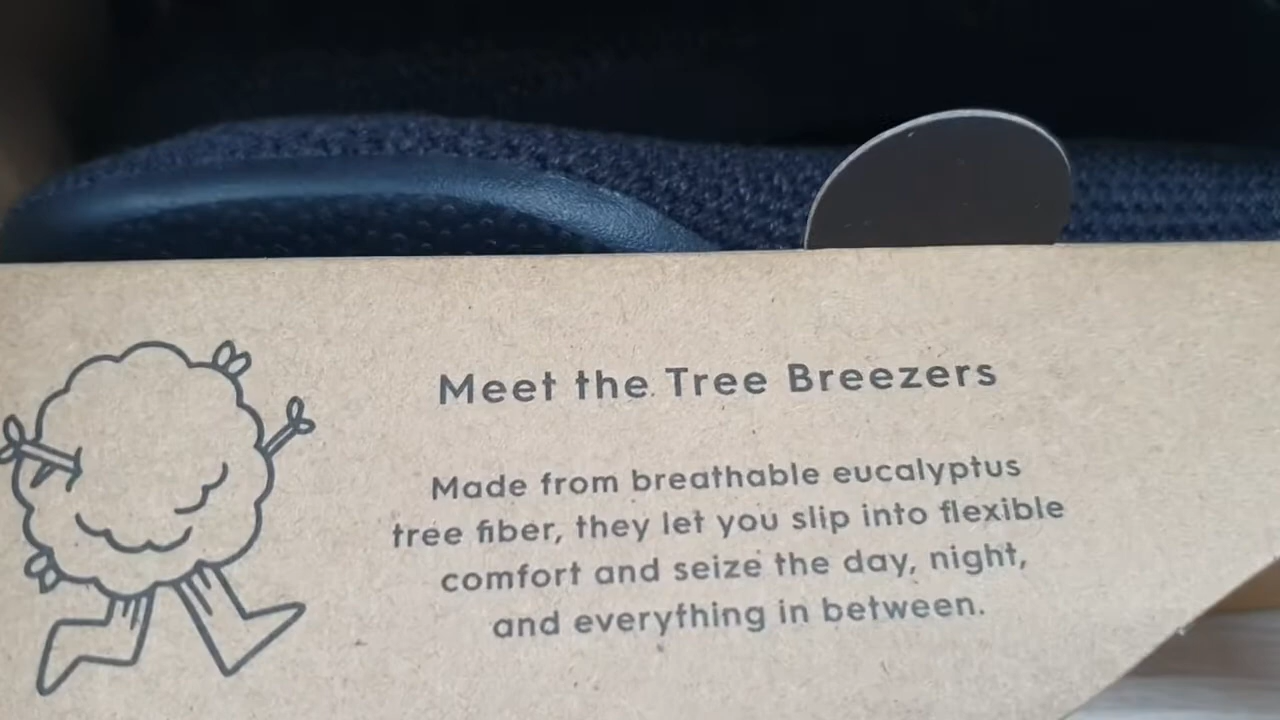 Meet the Tree Breezers
Made from breathable eucalyptus
tree fiber, they let you slip into flexible
comfort and seize the day, night,
and everything in between.